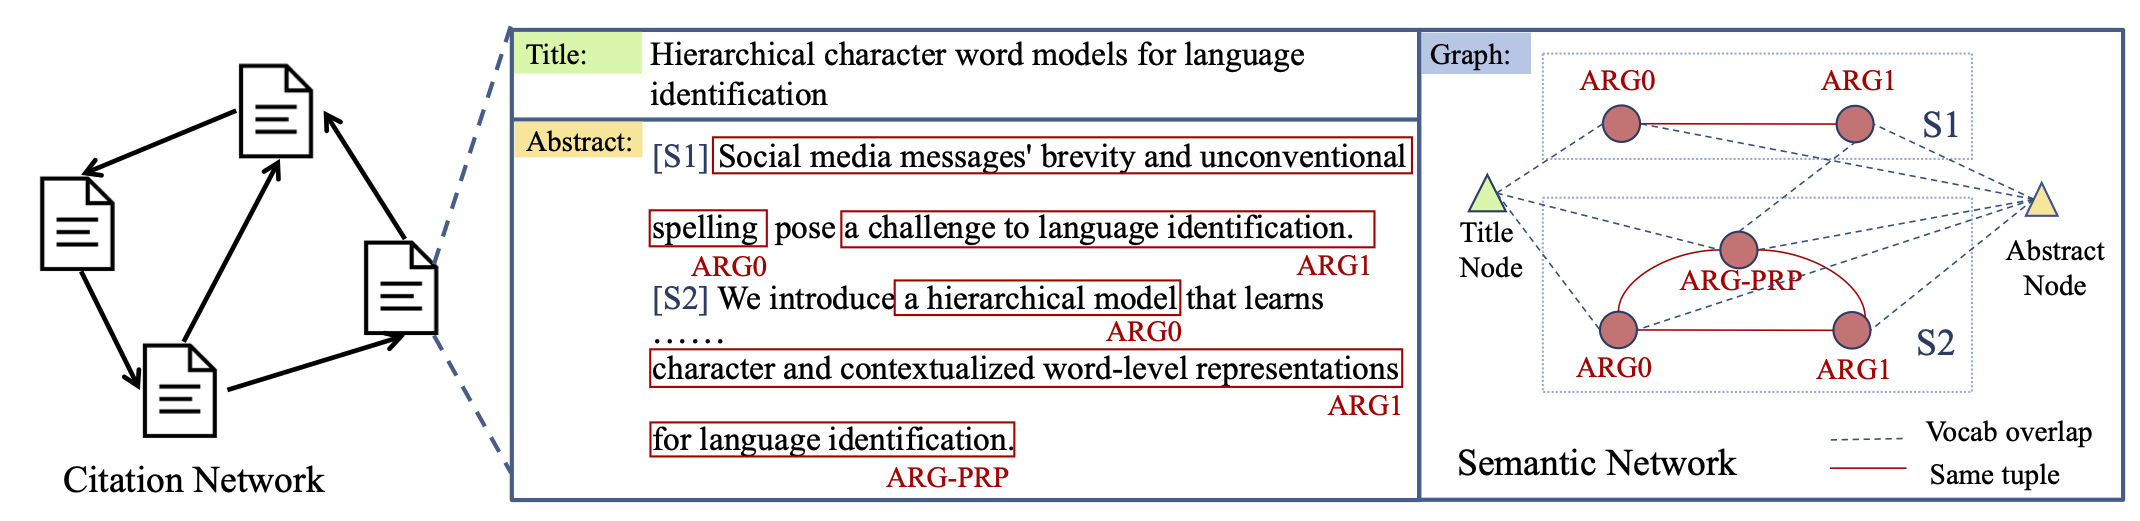 Citation Network
Title:
Hierarchical character word models for language
identification
Abstract:
[S1] Social media messages' brevity and unconventional
spelling pose a challenge to language identification.
ARG0
ARG1
[S2] We introduce a hierarchical model that learns
ARG0
......
character and contextualized word-level representations
ARG1
for language identification.
ARG-PRP
Graph:
ARG0
ARG1
S1
Title
Node
Abstract
Node
ARG-PRP
S2
ARG0
ARG1
Vocab overlap
Same tuple
Semantic Network